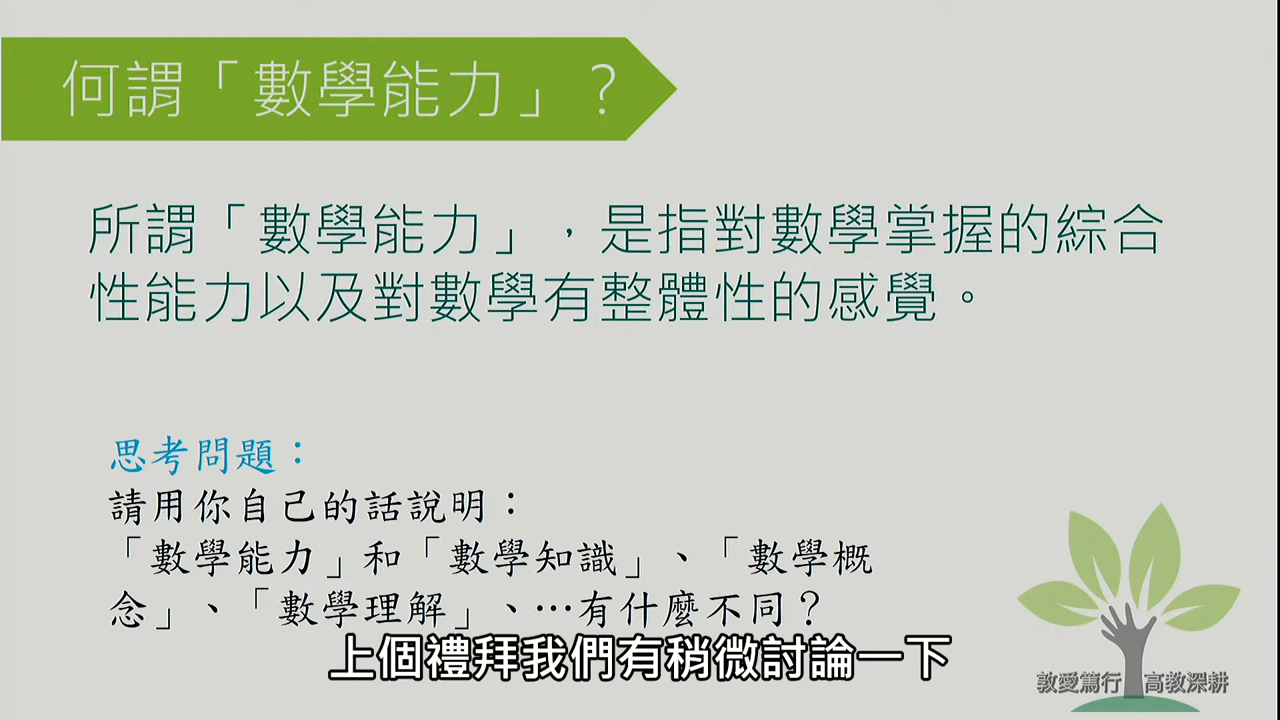 何謂「數學能力」？
所謂「數學能力」，是指對數學掌握的綜合
性能力以及對數學有整體性的感覺。
思考問題：
請用你自己的話說明：
「數學能力」和「數學知識」、「數學概
念」、「數學理解」、…有什麼不同？
上個禮拜我們有稍微討論一下
敦愛篤行 高教深耕